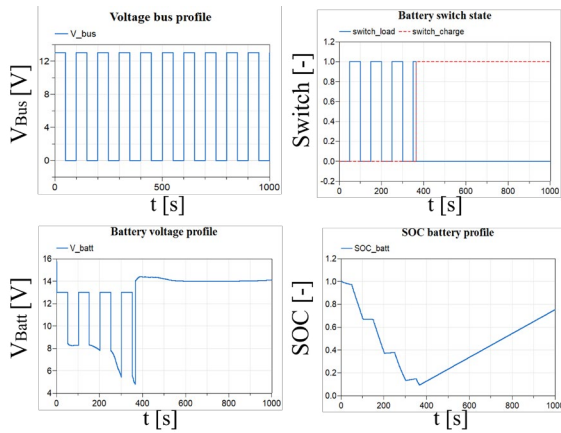 Voltage bus profile
V_bus
VBus [V]
12
8
4
0
0
500
1000
t [s]
Battery switch state
switch_load switch_charge
Switch [-]
1.2
1.0
0.8
0.6
0.4
0.2
0.0
-0.2
0
200
400
600
800
1000
t [s]
Battery voltage profile
V_batt
VBatt [V]
16
14
12
10
8
6
4
0
200
400
600
800
1000
t [s]
SOC battery profile
SOC_batt
SOC [-]
1.2
1.0
0.8
0.6
0.4
0.2
0.0
0
200
400
600
800
1000
t [s]